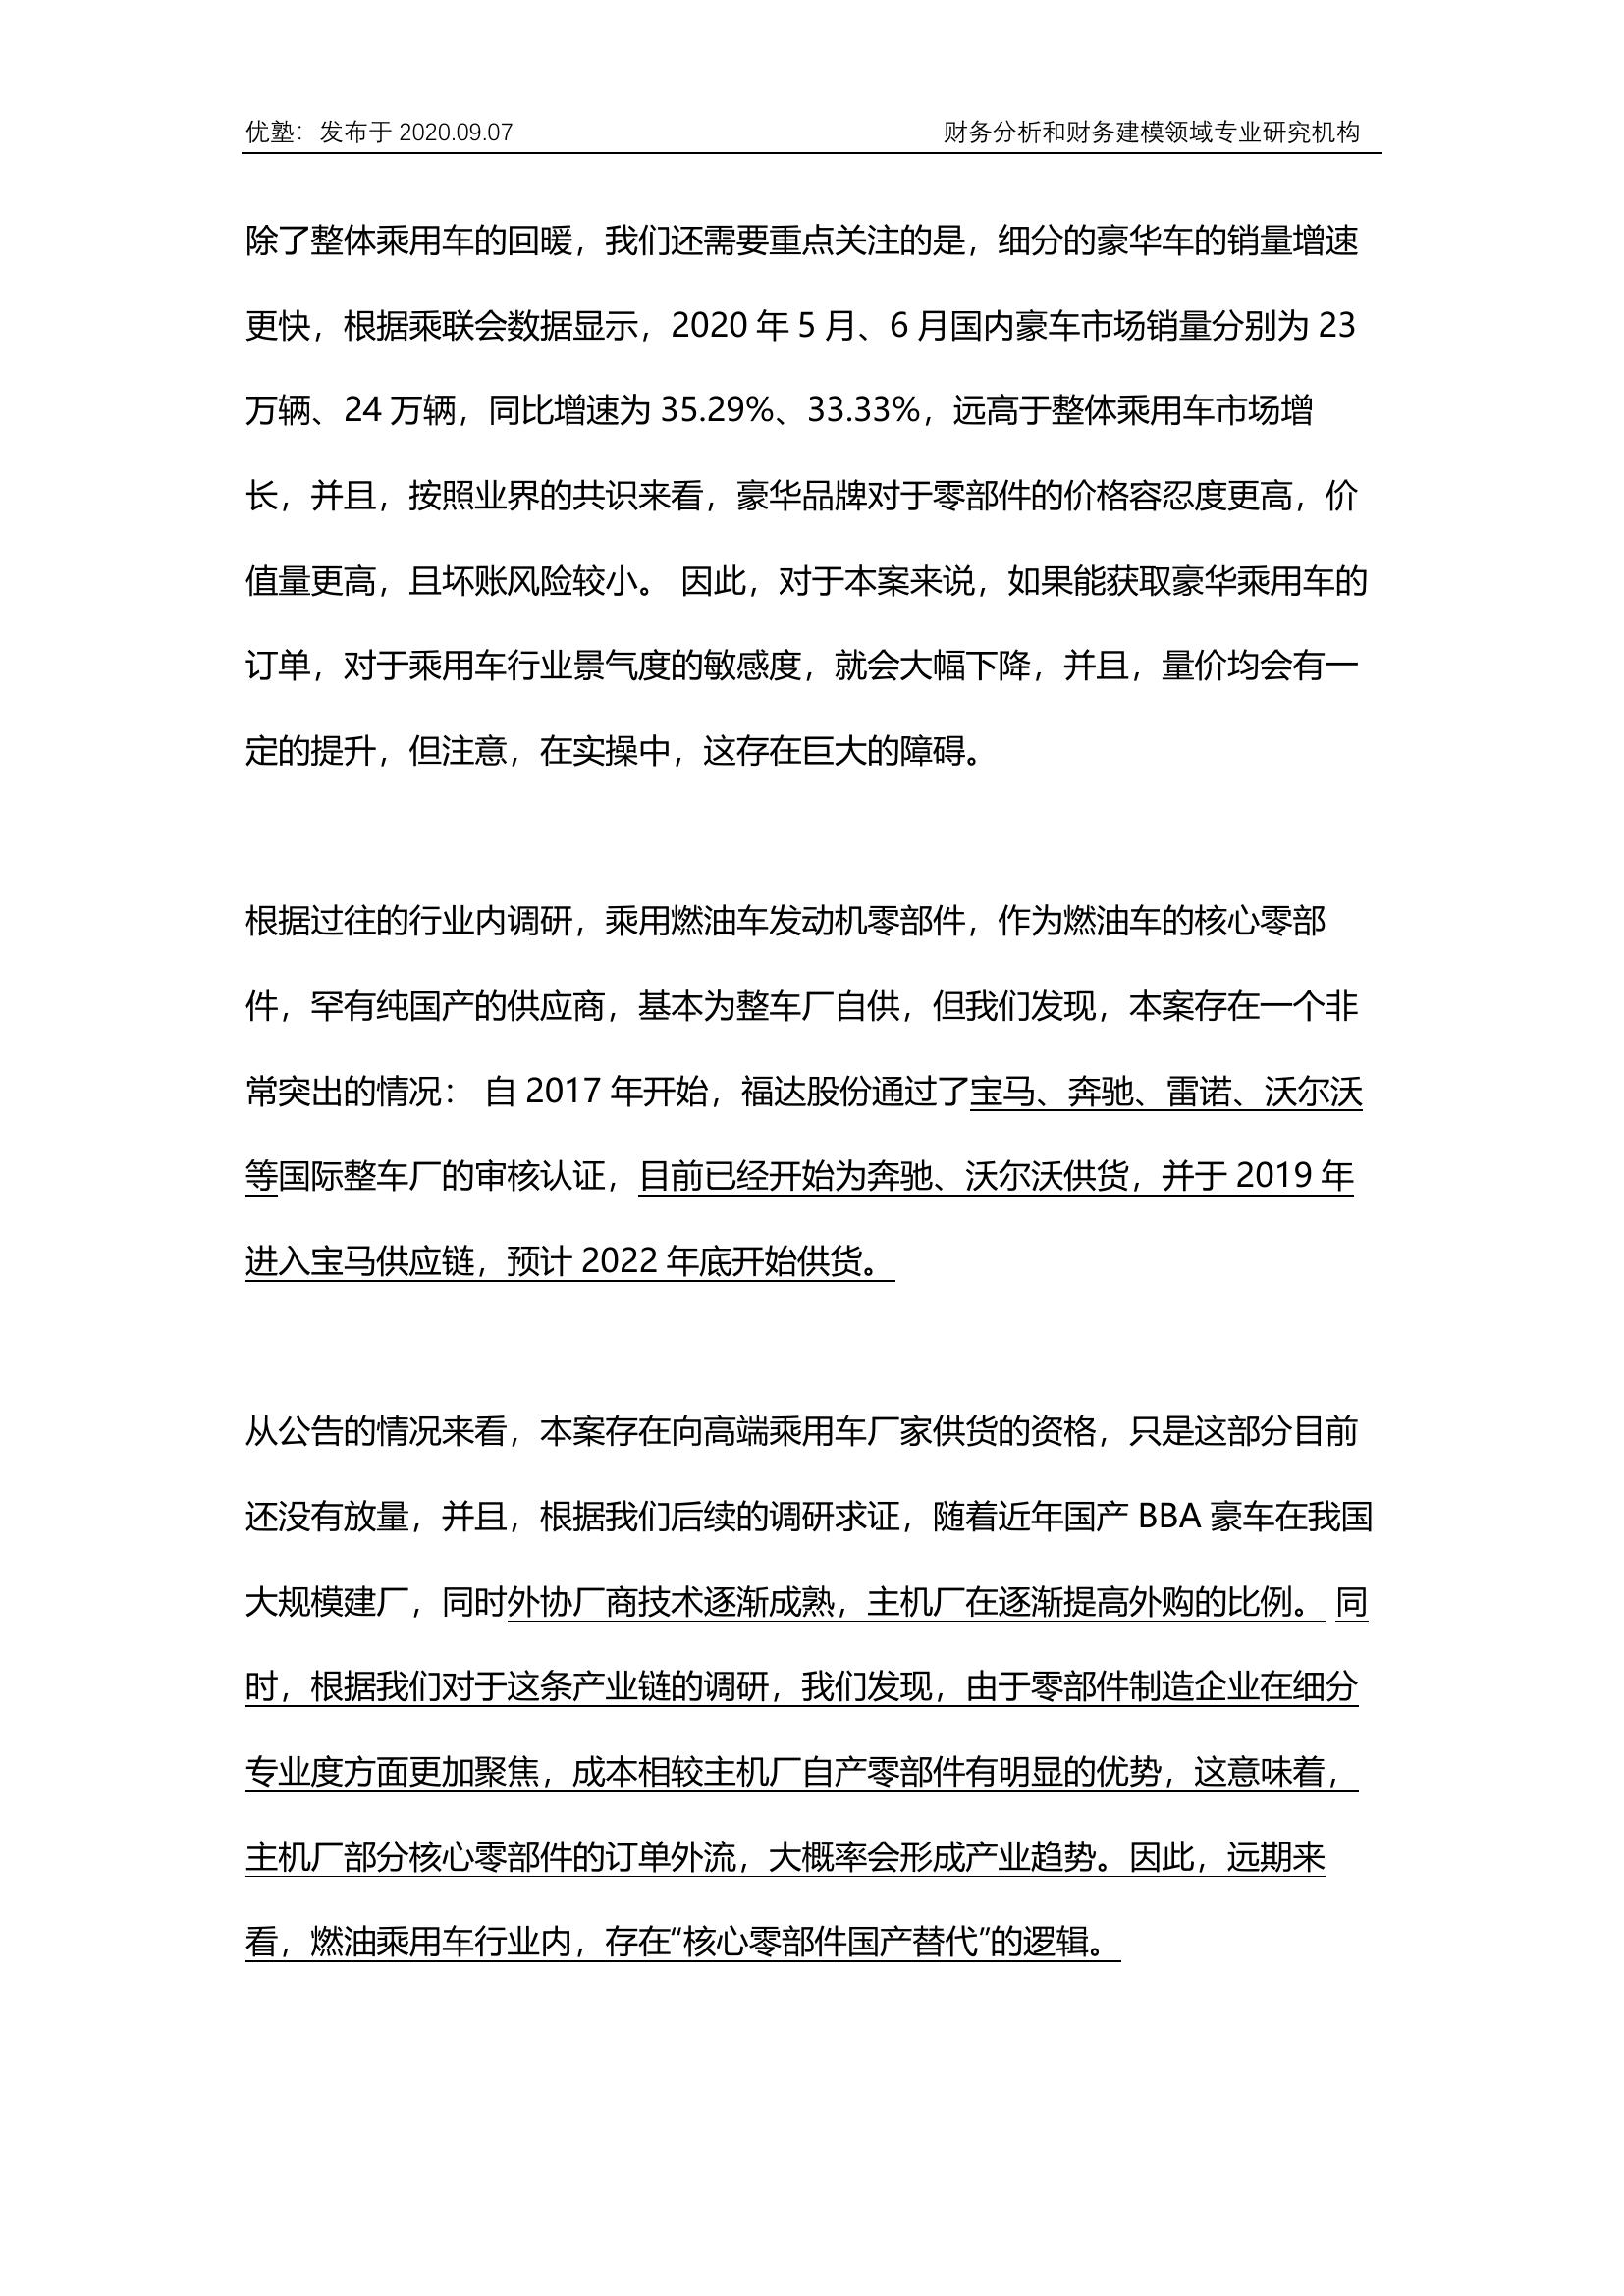 优塾：发布于 2020.09.07 财务分析和财务建模领域专业研究机构
除了整体乘用车的回暖，我们还需要重点关注的是，细分的豪华车的销量增速
更快，根据乘联会数据显示，2020 年 5 月、6 月国内豪车市场销量分别为 23
万辆、24 万辆，同比增速为 35.29%、33.33%，远高于整体乘用车市场增
长，并且，按照业界的共识来看，豪华品牌对于零部件的价格容忍度更高，价
值量更高，且坏账风险较小。 因此，对于本案来说，如果能获取豪华乘用车的
订单，对于乘用车行业景气度的敏感度，就会大幅下降，并且，量价均会有一
定的提升，但注意，在实操中，这存在巨大的障碍。
根据过往的行业内调研，乘用燃油车发动机零部件，作为燃油车的核心零部
件，罕有纯国产的供应商，基本为整车厂自供，但我们发现，本案存在一个非
常突出的情况： 自 2017 年开始，福达股份通过了宝马、奔驰、雷诺、沃尔沃
等国际整车厂的审核认证，目前已经开始为奔驰、沃尔沃供货，并于 2019 年
进入宝马供应链，预计 2022 年底开始供货。
从公告的情况来看，本案存在向高端乘用车厂家供货的资格，只是这部分目前
还没有放量，并且，根据我们后续的调研求证，随着近年国产 BBA 豪车在我国
大规模建厂，同时外协厂商技术逐渐成熟，主机厂在逐渐提高外购的比例。 同
时，根据我们对于这条产业链的调研，我们发现，由于零部件制造企业在细分
专业度方面更加聚焦，成本相较主机厂自产零部件有明显的优势，这意味着，
主机厂部分核心零部件的订单外流，大概率会形成产业趋势。因此，远期来
看，燃油乘用车行业内，存在“核心零部件国产替代”的逻辑。